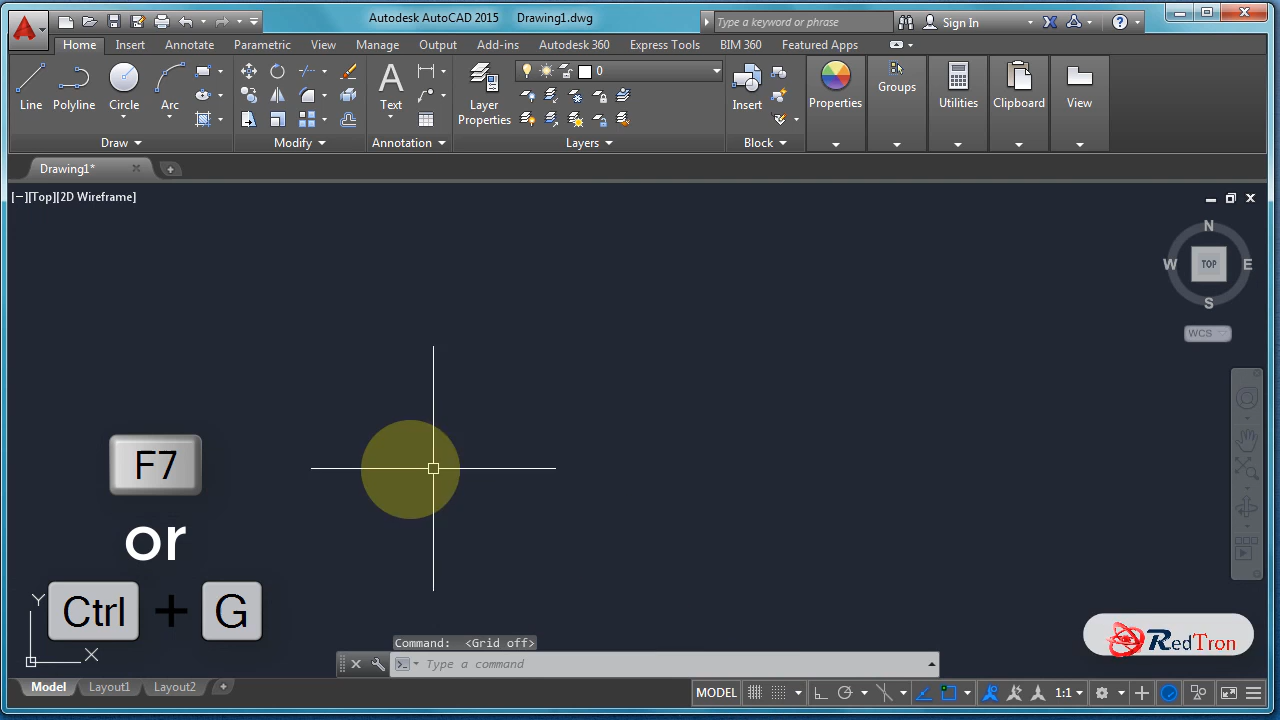 Autodesk AutoCAD 2015 Drawing1.dwg
Type a keyword or phrase
Sign In
Home Insert Annotate Parametric View Manage Output Add-ins Autodesk 360 Express Tools BIM 360 Featured Apps
0
Line Polyline Circle Arc
Text
Layer
Properties
Insert
Properties Groups Utilities Clipboard View
Draw Modify Annotation Layers Block
Drawing1*
[−][Top][2D Wireframe]
N
W TOP E
S
WCS
F7
or
Ctrl + G
Y
X
Command: <Grid off>
Type a command
RedTron
Model Layout1 Layout2
MODEL 1:1